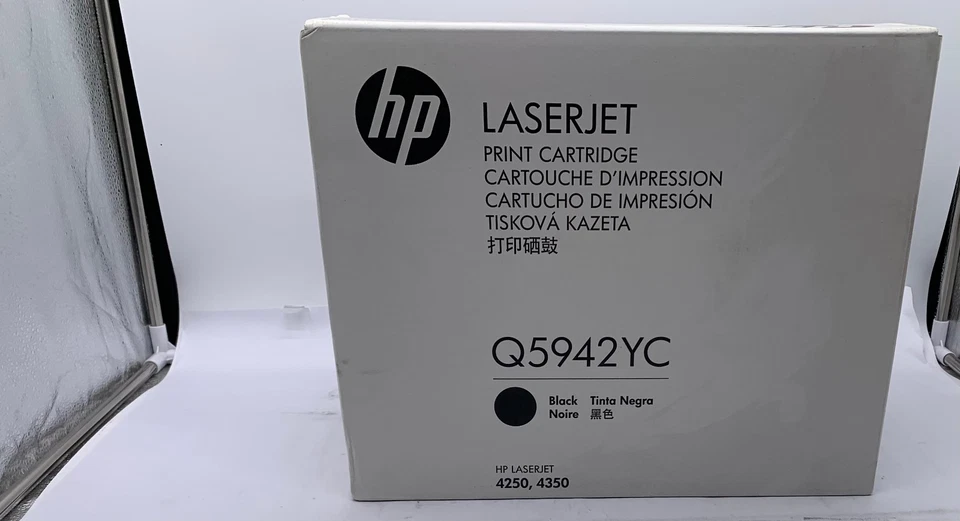 hp
LASERJET
PRINT CARTRIDGE
CARTOUCHE D'IMPRESSION
CARTUCHO DE IMPRESIÓN
TISKOVÁ KAZETA
打印硒鼓
Q5942YC
Black Tinta Negra
Noire 黑色
HP LASERJET
4250, 4350